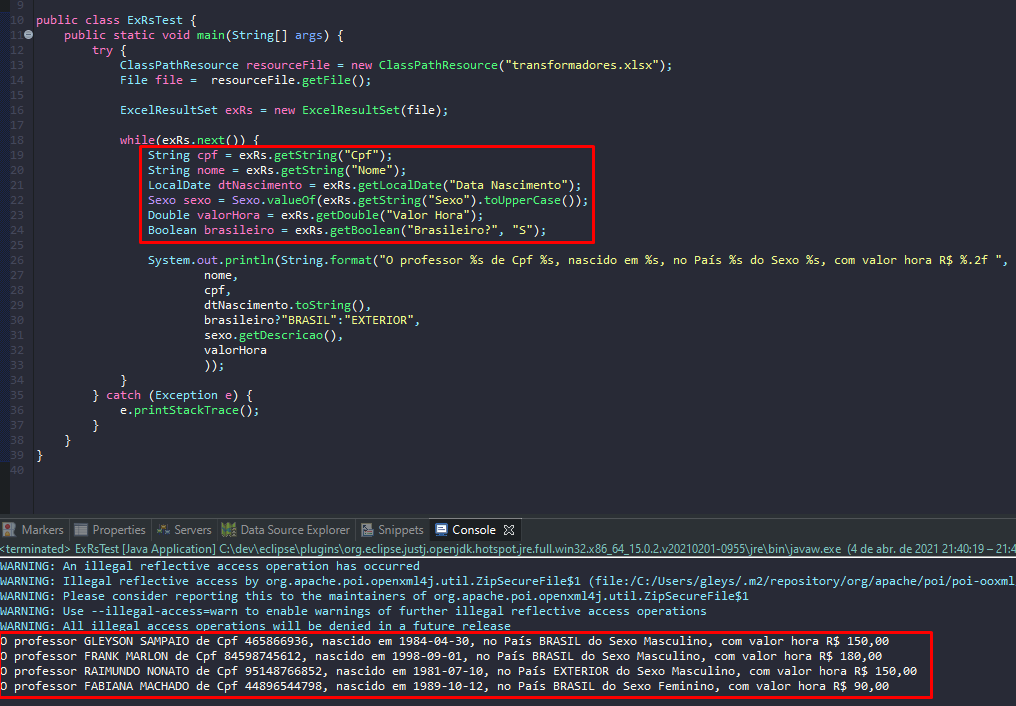 9
10 public class ExRsTest {
11 public static void main(String[] args) {
12 try {
13 ClassPathResource resourceFile = new ClassPathResource("transformadores.xlsx");
14 File file =  resourceFile.getFile();
15
16 ExcelResultSet exRs = new ExcelResultSet(file);
17
18 while(exRs.next()) {
19 String cpf = exRs.getString("Cpf");
20 String nome = exRs.getString("Nome");
21 LocalDate dtNascimento = exRs.getLocalDate("Data Nascimento");
22 Sexo sexo = Sexo.valueOf(exRs.getString("Sexo").toUpperCase());
23 Double valorHora = exRs.getDouble("Valor Hora");
24 Boolean brasileiro = exRs.getBoolean("Brasileiro?", "S");
25
26 System.out.println(String.format("O professor %s de Cpf %s, nascido em %s, no País %s do Sexo %s, com valor hora R$ %.2f ",
27 nome,
28 cpf,
29 dtNascimento.toString(),
30 brasileiro?"BRASIL":"EXTERIOR",
31 sexo.getDescricao(),
32 valorHora
33 ));
34 }
35 } catch (Exception e) {
36 e.printStackTrace();
37 }
38 }
39 }
40
Markers Properties Servers Data Source Explorer Snippets Console
<terminated> ExRsTest [Java Application] C:\dev\eclipse\plugins\org.eclipse.justj.openjdk.hotspot.jre.full.win32.x86_64_15.0.2.v20210201-0955\jre\bin\javaw.exe (4 de abr. de 2021 21:40:19 – 21:4
WARNING: An illegal reflective access operation has occurred
WARNING: Illegal reflective access by org.apache.poi.openxml4j.util.ZipSecureFile$1 (file:/C:/Users/gleys/.m2/repository/org/apache/poi/poi-ooxml
WARNING: Please consider reporting this to the maintainers of org.apache.poi.openxml4j.util.ZipSecureFile$1
WARNING: Use --illegal-access=warn to enable warnings of further illegal reflective access operations
WARNING: All illegal access operations will be denied in a future release
O professor GLEYSON SAMPAIO de Cpf 465866936, nascido em 1984-04-30, no País BRASIL do Sexo Masculino, com valor hora R$ 150,00
O professor FRANK MARLON de Cpf 84598745612, nascido em 1998-09-01, no País BRASIL do Sexo Masculino, com valor hora R$ 180,00
O professor RAIMUNDO NONATO de Cpf 95148766852, nascido em 1981-07-10, no País EXTERIOR do Sexo Masculino, com valor hora R$ 150,00
O professor FABIANA MACHADO de Cpf 44896544798, nascido em 1989-10-12, no País BRASIL do Sexo Feminino, com valor hora R$ 90,00